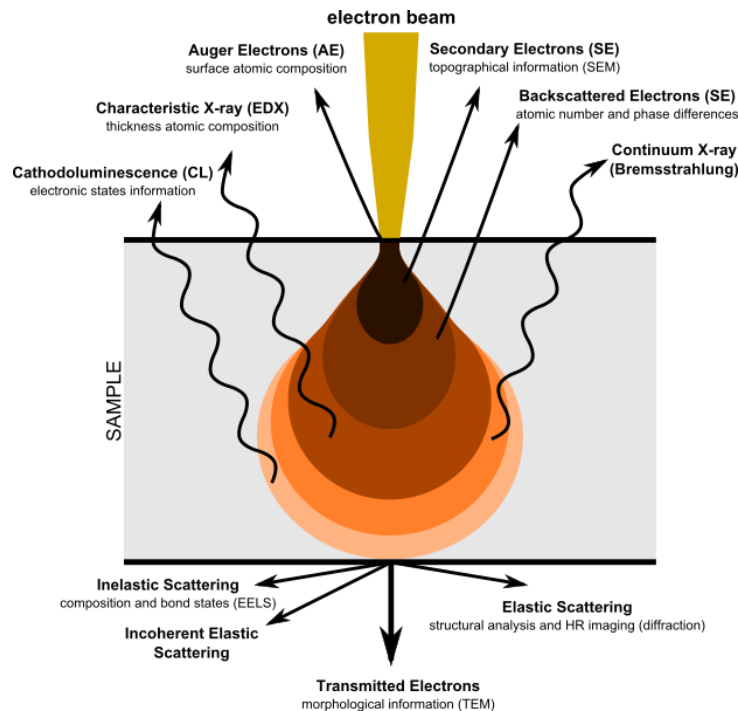 electron beam
Auger Electrons (AE)
surface atomic composition
Secondary Electrons (SE)
topographical information (SEM)
Characteristic X-ray (EDX)
thickness atomic composition
Backscattered Electrons (SE)
atomic number and phase differences
Cathodoluminescence (CL)
electronic states information
Continuum X-ray
(Bremsstrahlung)
SAMPLE
Inelastic Scattering
composition and bond states (EELS)
Incoherent Elastic
Scattering
Elastic Scattering
structural analysis and HR imaging (diffraction)
Transmitted Electrons
morphological information (TEM)